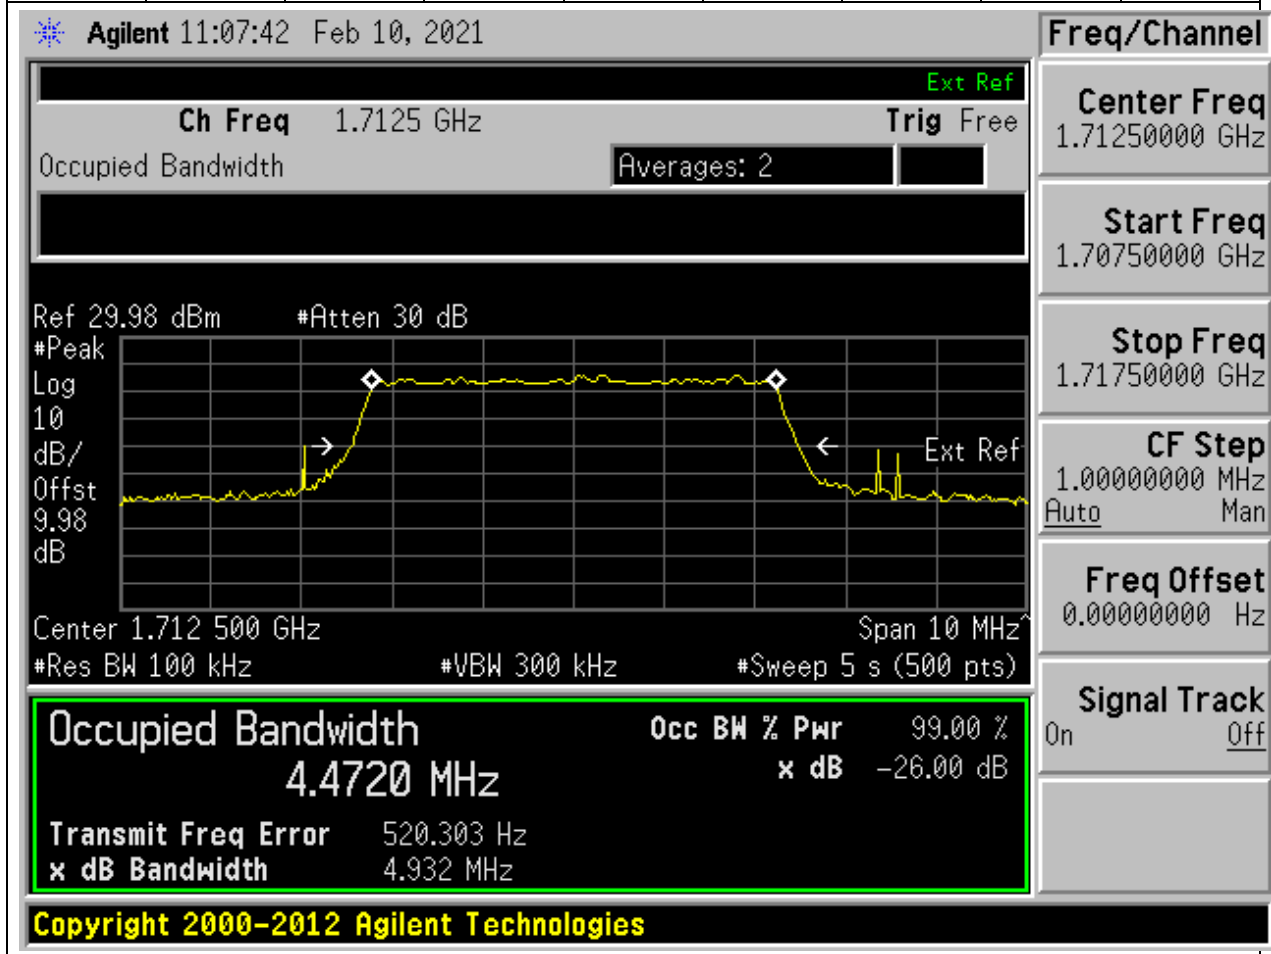 Agilent 11:07:42 Feb 10, 2021
Freq/Channel
Ext Ref
Ch Freq 1.7125 GHz Trig Free
Occupied Bandwidth Averages: 2
Center Freq
1.71250000 GHz
Start Freq
1.70750000 GHz
Stop Freq
1.71750000 GHz
CF Step
1.00000000 MHz
Auto Man
Freq Offset
0.00000000 Hz
Signal Track
On Off
Ref 29.98 dBm #Atten 30 dB
#Peak
Log
10
dB/
Offst
9.98
dB
Ext Ref
Center 1.712 500 GHz Span 10 MHz^
#Res BW 100 kHz #VBW 300 kHz #Sweep 5 s (500 pts)
Occupied Bandwidth
4.4720 MHz
Occ BW % Pwr 99.00 %
x dB -26.00 dB
Transmit Freq Error 520.303 Hz
x dB Bandwidth 4.932 MHz
Copyright 2000-2012 Agilent Technologies